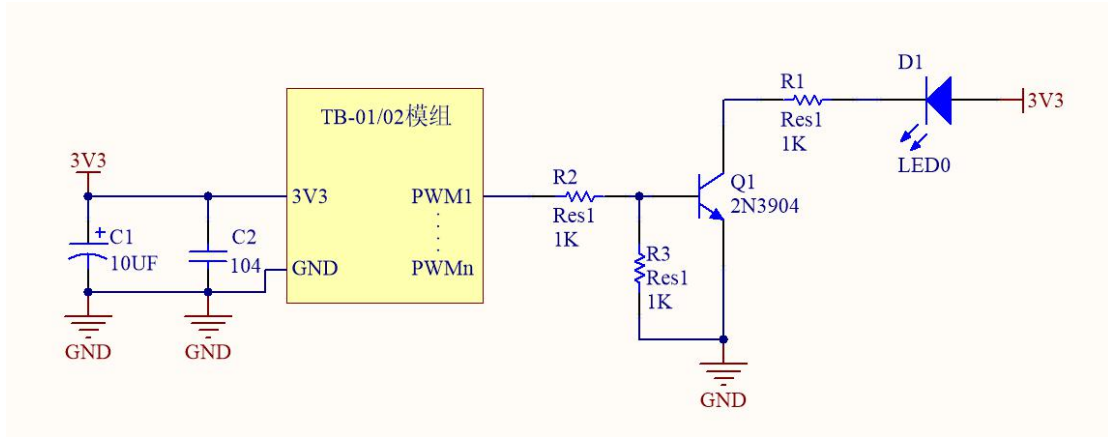 TB-01/02模组
3V3
3V3
GND
PWM1
PWMn
C1
10UF
C2
104
GND
GND
R2
Res1
1K
R3
Res1
1K
Q1
2N3904
GND
R1
Res1
1K
D1
LED0
3V3